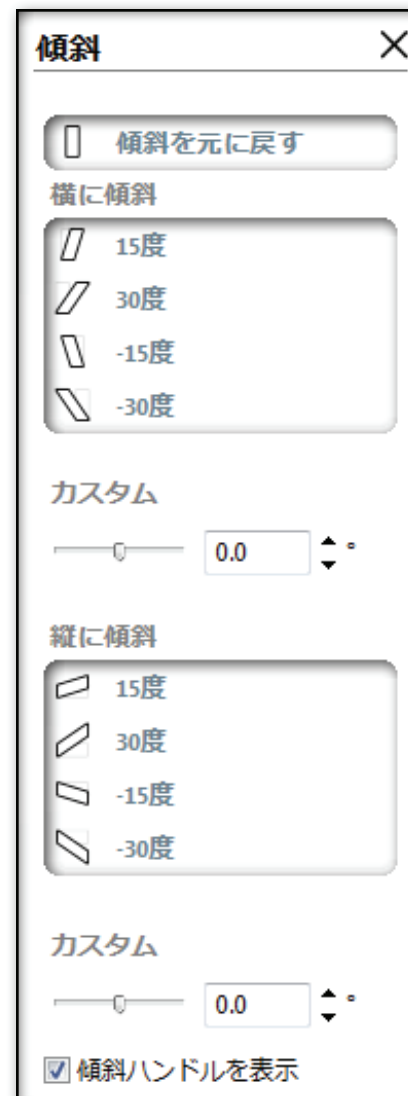 傾斜
傾斜を元に戻す
横に傾斜
15度
30度
-15度
-30度
カスタム
0.0 °
縦に傾斜
15度
30度
-15度
-30度
カスタム
0.0 °
傾斜ハンドルを表示